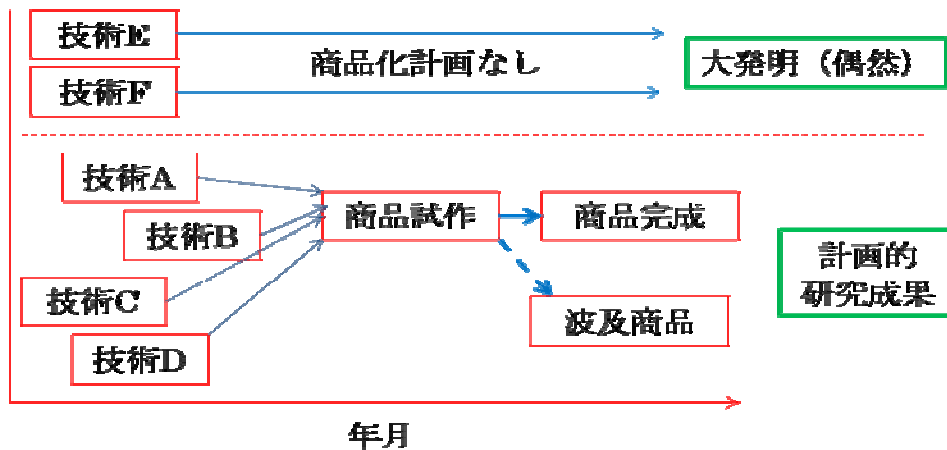 技術E
商品化計画なし
大発明（偶然）
技術F
技術A
技術B
商品試作
商品完成
技術C
技術D
波及商品
計画的
研究成果
年月